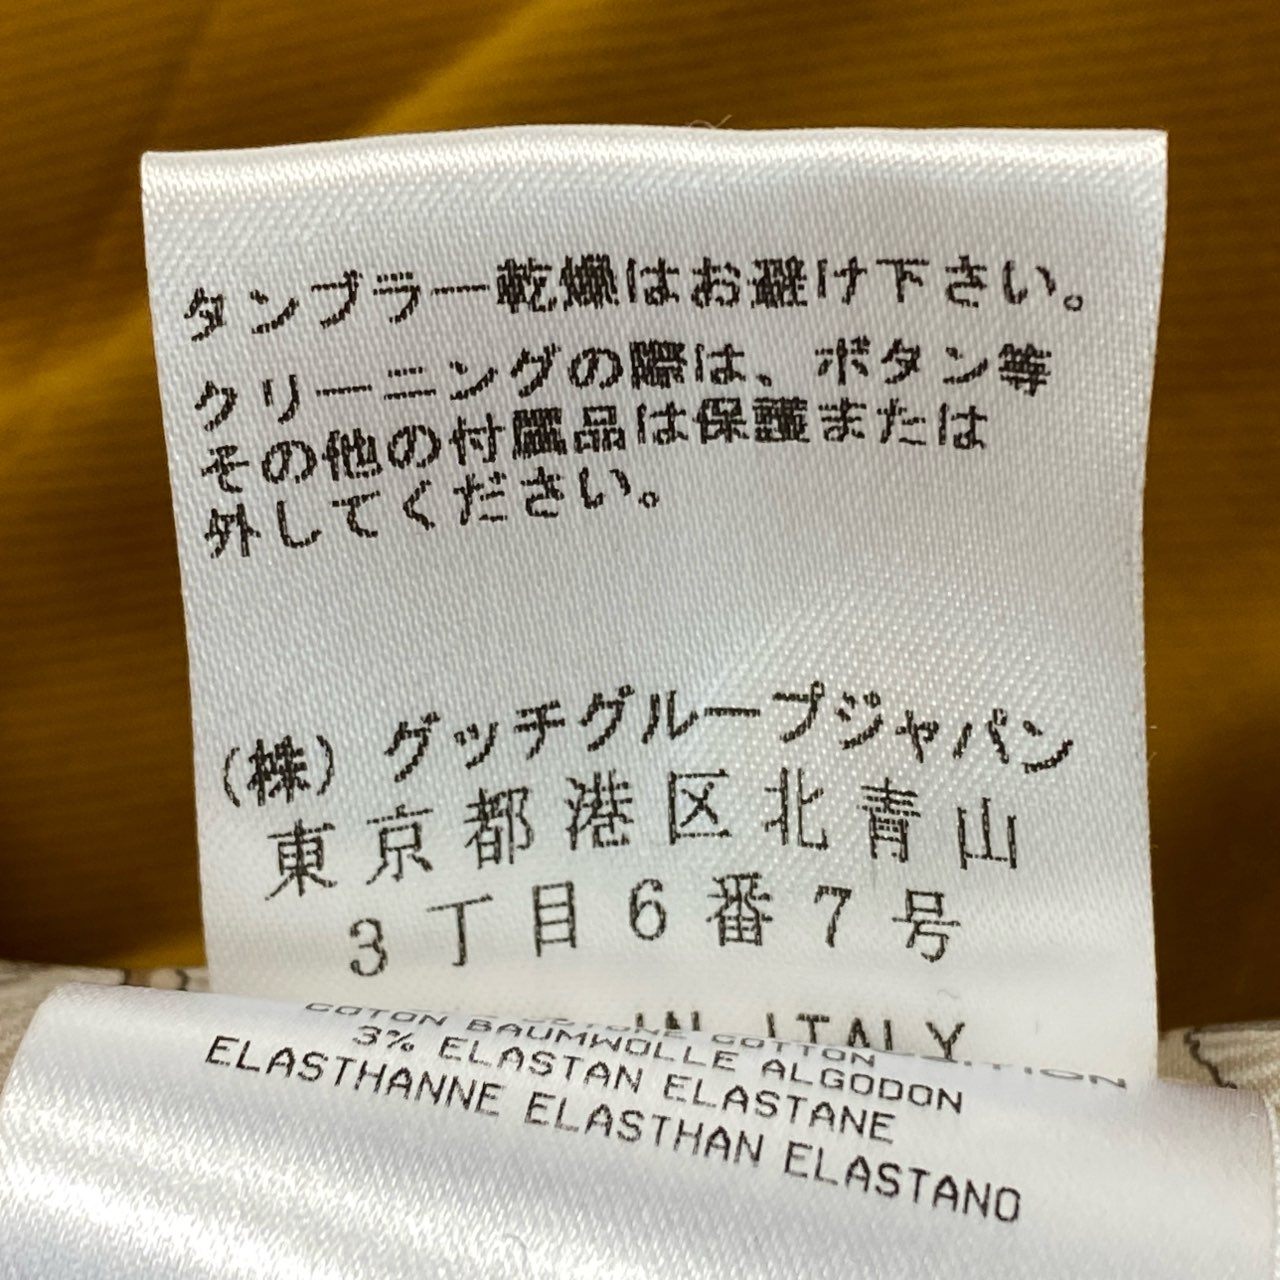 タンブラー乾燥はお避け下さい。
クリーニングの際は、ボタン等
その他の付属品は保護または
外してください。
(株) グッチグループジャパン
東京都港区北青山
3丁目6番7号
IN ITALY
COTTON
COTON BAUMWOLLE ALGODON
3% ELASTAN ELASTANE
ELASTHANNE ELASTHAN ELASTANO